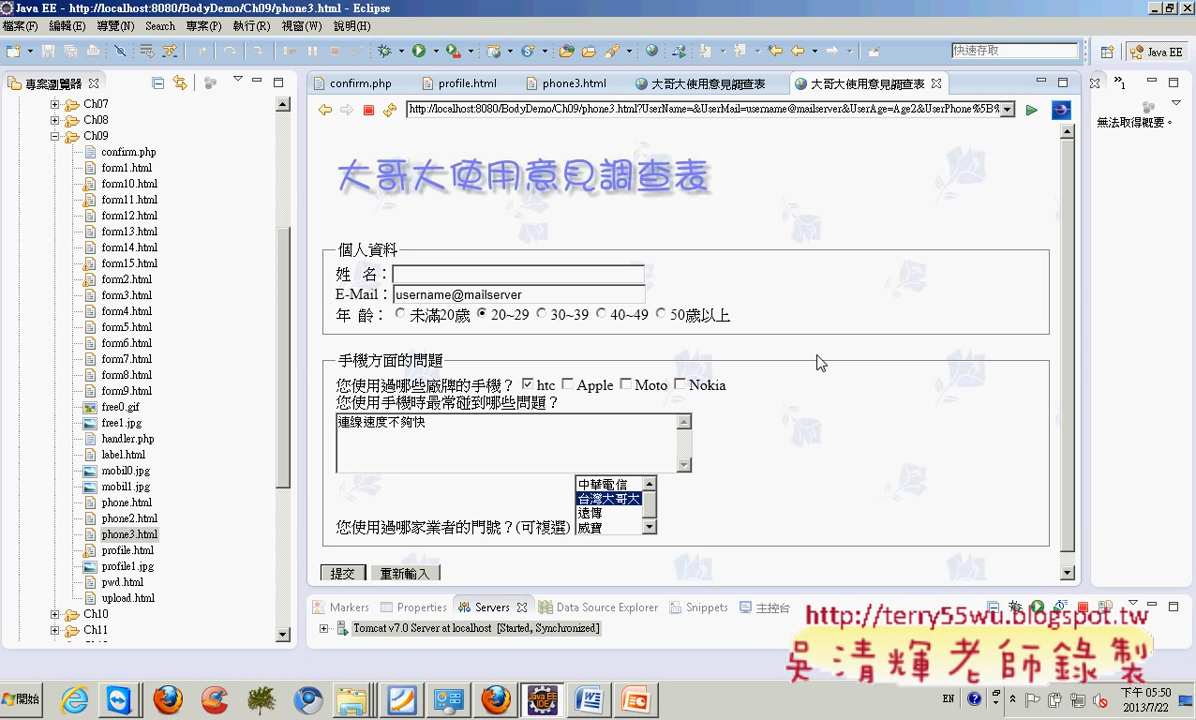 Java EE - http://localhost:8080/BodyDemo/Ch09/phone3.html - Eclipse
檔案(F) 編輯(E) 導覽(N) Search 專案(P) 執行(R) 視窗(W) 說明(H)
快速存取
Java EE
專案瀏覽器
confirm.php profile.html phone3.html 大哥大使用意見調查表 大哥大使用意見調查表
http://localhost:8080/BodyDemo/Ch09/phone3.html?UserName=&UserMail=username@mailserver&UserAge=Age2&UserPhone%5B%
無法取得概要。
Ch07
Ch08
Ch09
confirm.php
form1.html
form10.html
form11.html
form12.html
form13.html
form14.html
form15.html
form2.html
form3.html
form4.html
form5.html
form6.html
form7.html
form8.html
form9.html
free0.gif
free1.jpg
handler.php
label.html
mobil0.jpg
mobil1.jpg
phone.html
phone2.html
phone3.html
profile.html
profile1.jpg
pwd.html
upload.html
Ch10
Ch11
大哥大使用意見調查表
個人資料
姓 名：
E-Mail：username@mailserver
年 齡： 未滿20歲 20~29 30~39 40~49 50歲以上
手機方面的問題
您使用過哪些廠牌的手機？ htc Apple Moto Nokia
您使用手機時最常碰到哪些問題？
連線速度不夠快
中華電信
台灣大哥大
遠傳
威寶
您使用過哪家業者的門號？(可複選)
提交 重新輸入
Markers Properties Servers Data Source Explorer Snippets 主控台
Tomcat v7.0 Server at localhost [Started, Synchronized]
http://terry55wu.blogspot.tw
吳清輝老師錄製
開始
EN
下午 05:50
2013/7/22